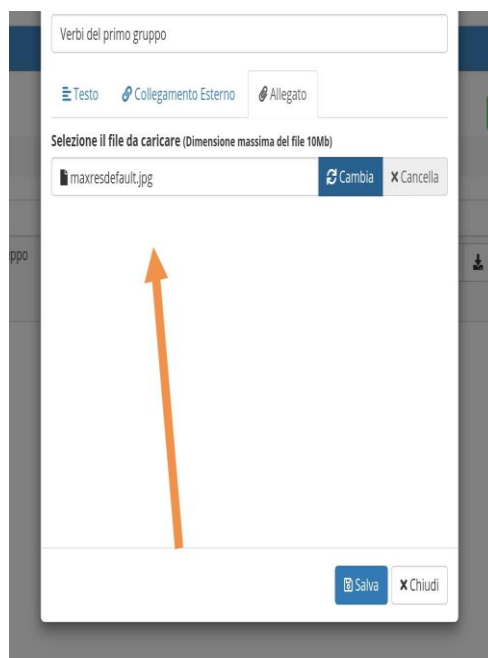 Verbi del primo gruppo
Testo Collegamento Esterno Allegato
Selezione il file da caricare (Dimensione massima del file 10Mb)
maxresdefault.jpg Cambia Cancella
ppo
Salva Chiudi